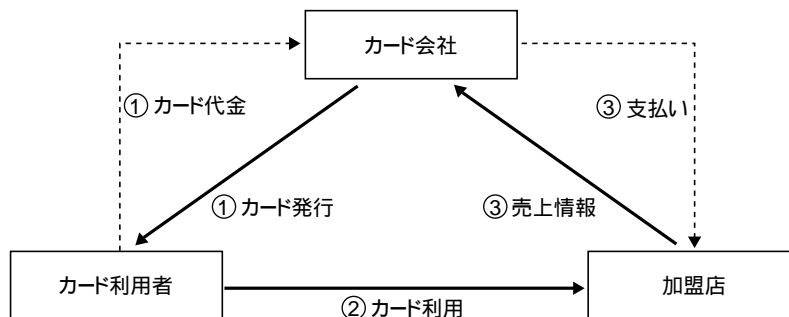 カード会社
① カード代金
③ 支払い
① カード発行
③ 売上情報
カード利用者
加盟店
② カード利用